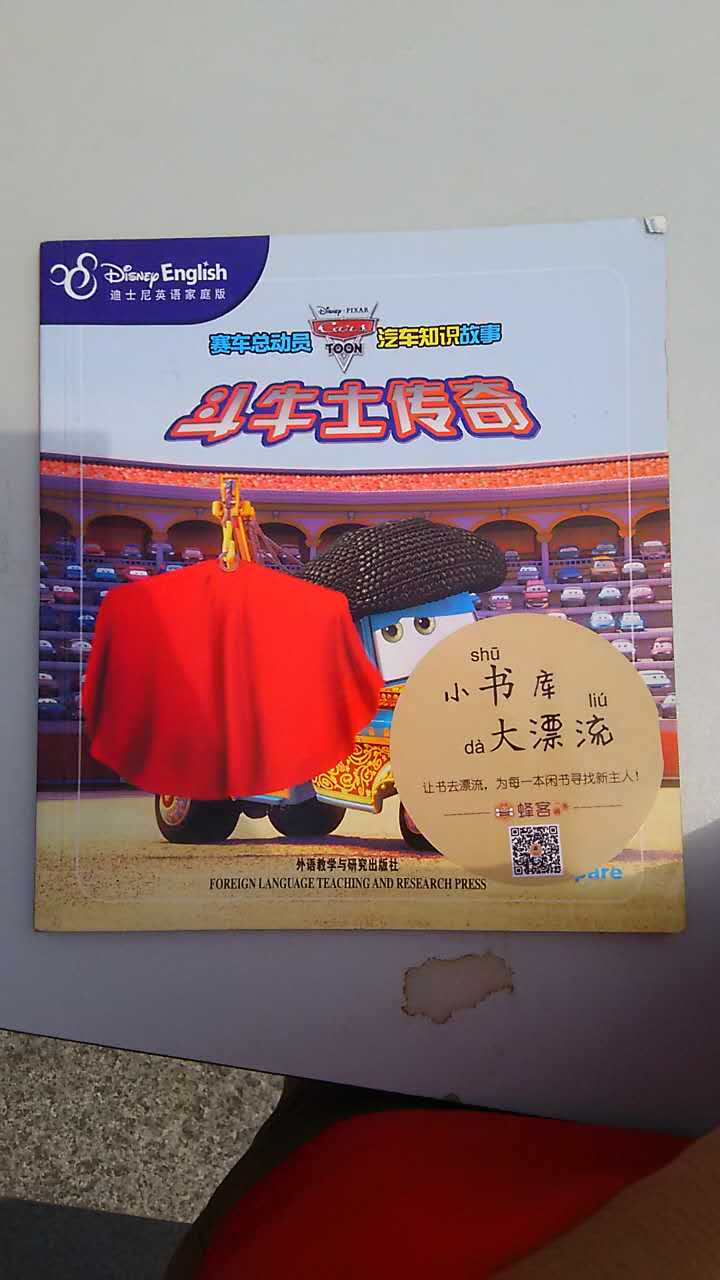 Disney English
迪士尼英语家庭版
Disney·PIXAR
赛车总动员 Cars TOON 汽车知识故事
斗牛士传奇
shū
小书库
liú
dà 大漂流
让书去漂流，为每一本闲书寻找新主人！
蜂客
外语教学与研究出版社
FOREIGN LANGUAGE TEACHING AND RESEARCH PRESS